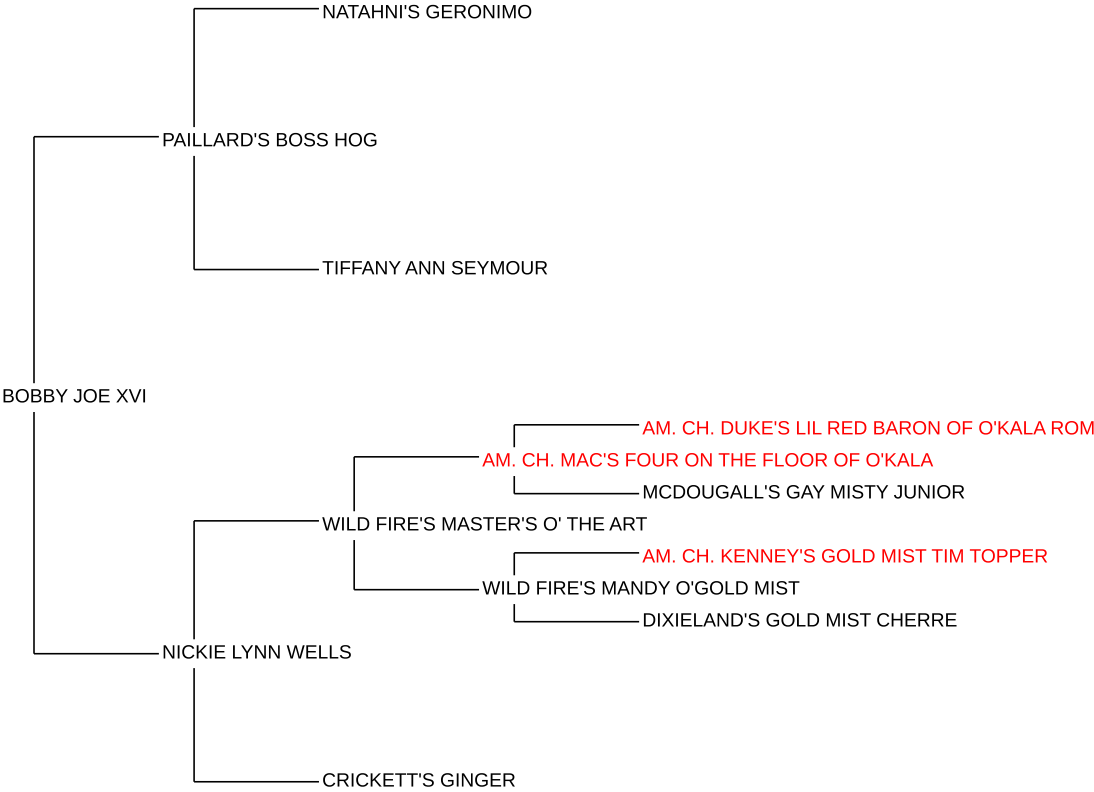 NATAHNI'S GERONIMO
PAILLARD'S BOSS HOG
TIFFANY ANN SEYMOUR
BOBBY JOE XVI
AM. CH. DUKE'S LIL RED BARON OF O'KALA ROM
AM. CH. MAC'S FOUR ON THE FLOOR OF O'KALA
MCDOUGALL'S GAY MISTY JUNIOR
WILD FIRE'S MASTER'S O' THE ART
AM. CH. KENNEY'S GOLD MIST TIM TOPPER
WILD FIRE'S MANDY O'GOLD MIST
DIXIELAND'S GOLD MIST CHERRE
NICKIE LYNN WELLS
CRICKETT'S GINGER